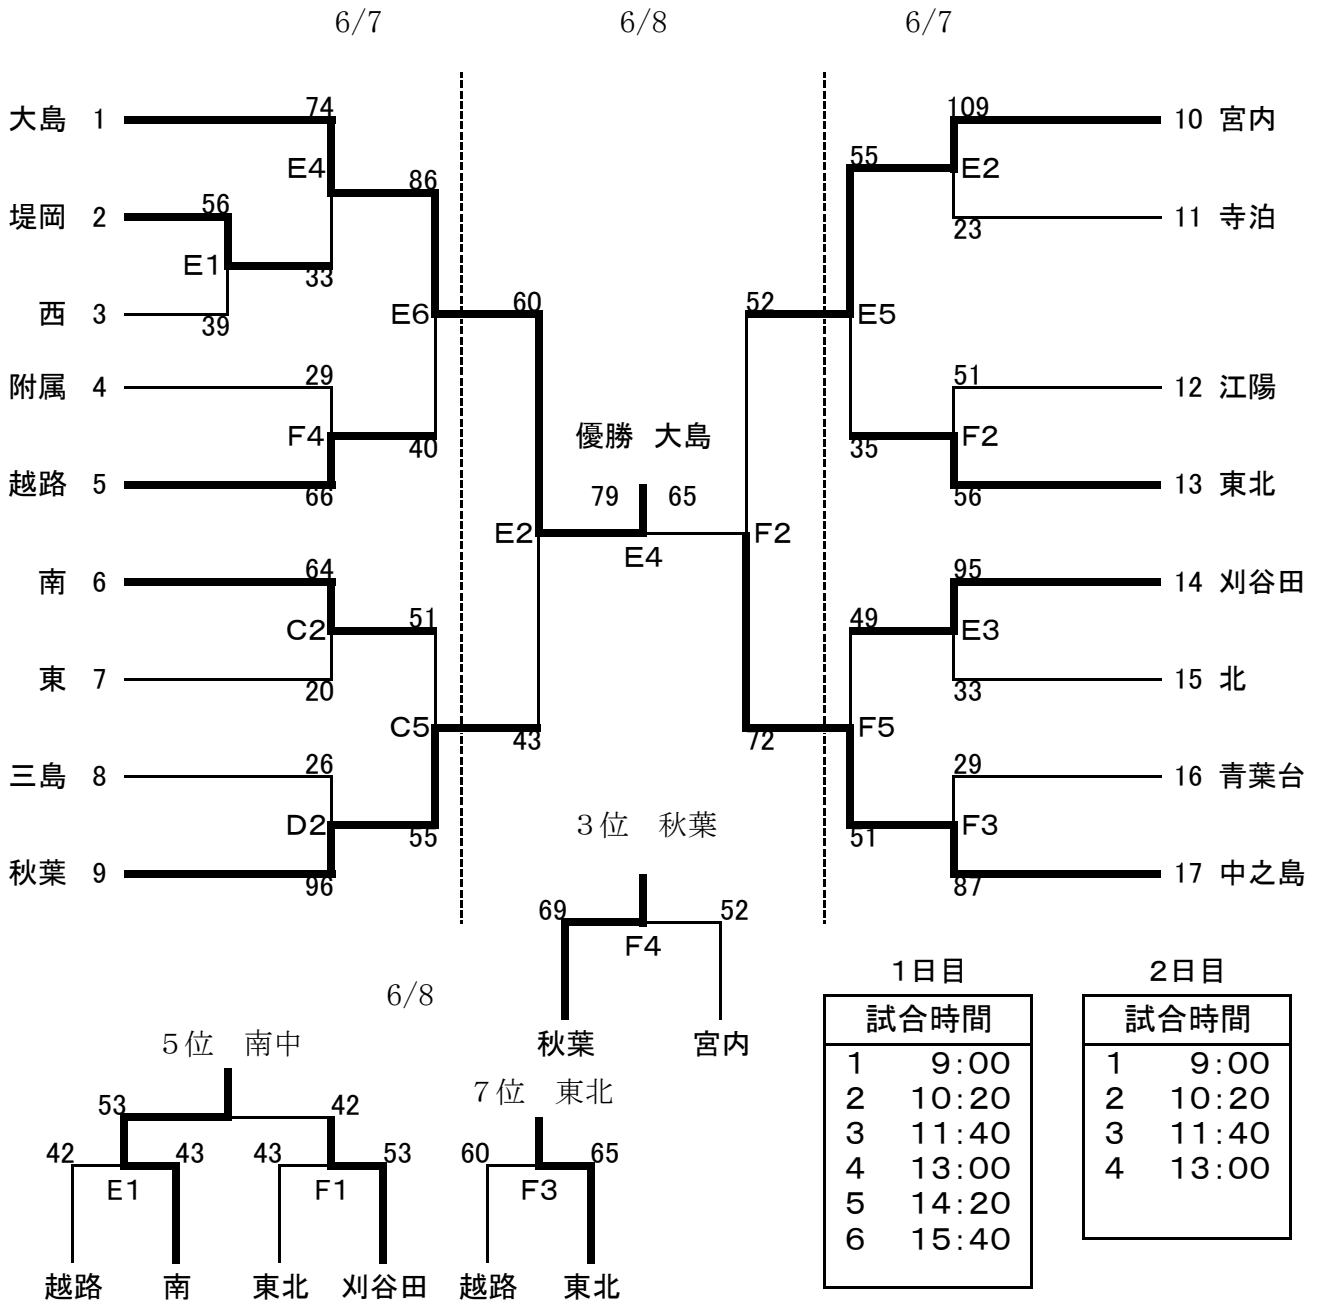 6/7 6/8 6/7
74 109
大島 1 10 宮内
E4 55 E2
86
56
堤岡 2 11 寺泊
23
E1 33
西 3 60 52
39 E6 E5
29 51
附属 4 12 江陽
F4 優勝 大島 F2
40 35
越路 5 79 65 13 東北
66 56
E2 F2
E4
64 95
南 6 14 刈谷田
51 49
C2 E3
東 7 15 北
20 33
C5 F5
43 72
26 29
三島 8 16 青葉台
D2 3位 秋葉 F3
55 51
秋葉 9 17 中之島
96 87
69 52
F4
1日目 2日目
6/8
試合時間 試合時間
5位 南中 秋葉 宮内
1 9:00 1 9:00
7位 東北
2 10:20 2 10:20
53 42
3 11:40 3 11:40
42 43 43 53 60 65
4 13:00 4 13:00
E1 F1 F3
5 14:20
6 15:40
越路 南 東北 刈谷田 越路 東北